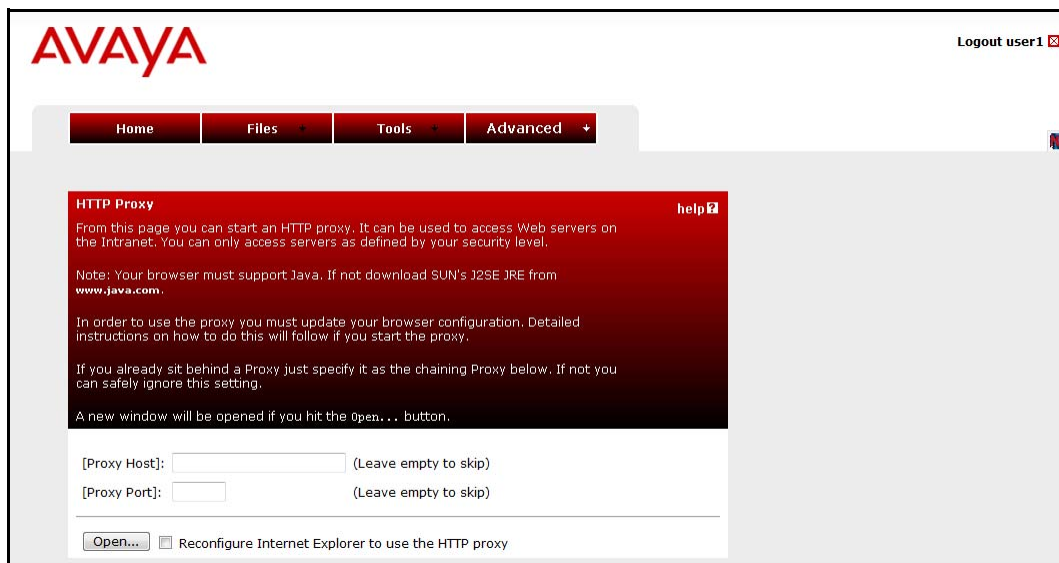 AVAYA
Logout user1
Home Files Tools Advanced
HTTP Proxy
help?
From this page you can start an HTTP proxy. It can be used to access Web servers on
the Intranet. You can only access servers as defined by your security level.
Note: Your browser must support Java. If not download SUN's J2SE JRE from
www.java.com.
In order to use the proxy you must update your browser configuration. Detailed
instructions on how to do this will follow if you start the proxy.
If you already sit behind a Proxy just specify it as the chaining Proxy below. If not you
can safely ignore this setting.
A new window will be opened if you hit the Open... button.
[Proxy Host]: (Leave empty to skip)
[Proxy Port]: (Leave empty to skip)
Open... Reconfigure Internet Explorer to use the HTTP proxy